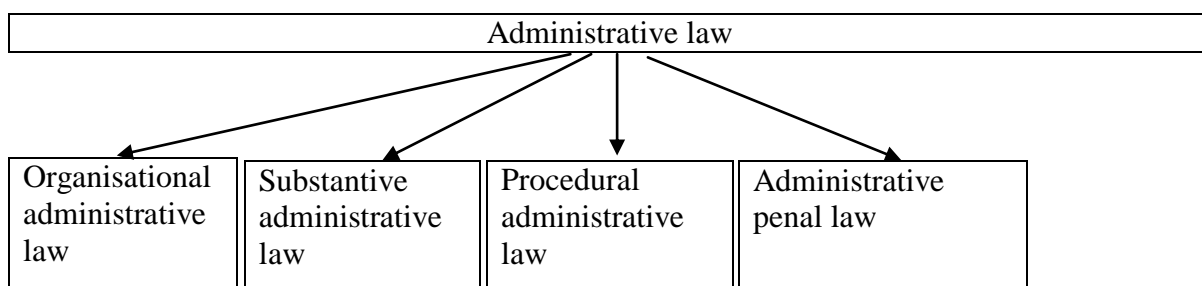 Administrative law
Organisational
administrative
law
Substantive
administrative
law
Procedural
administrative
law
Administrative
penal law